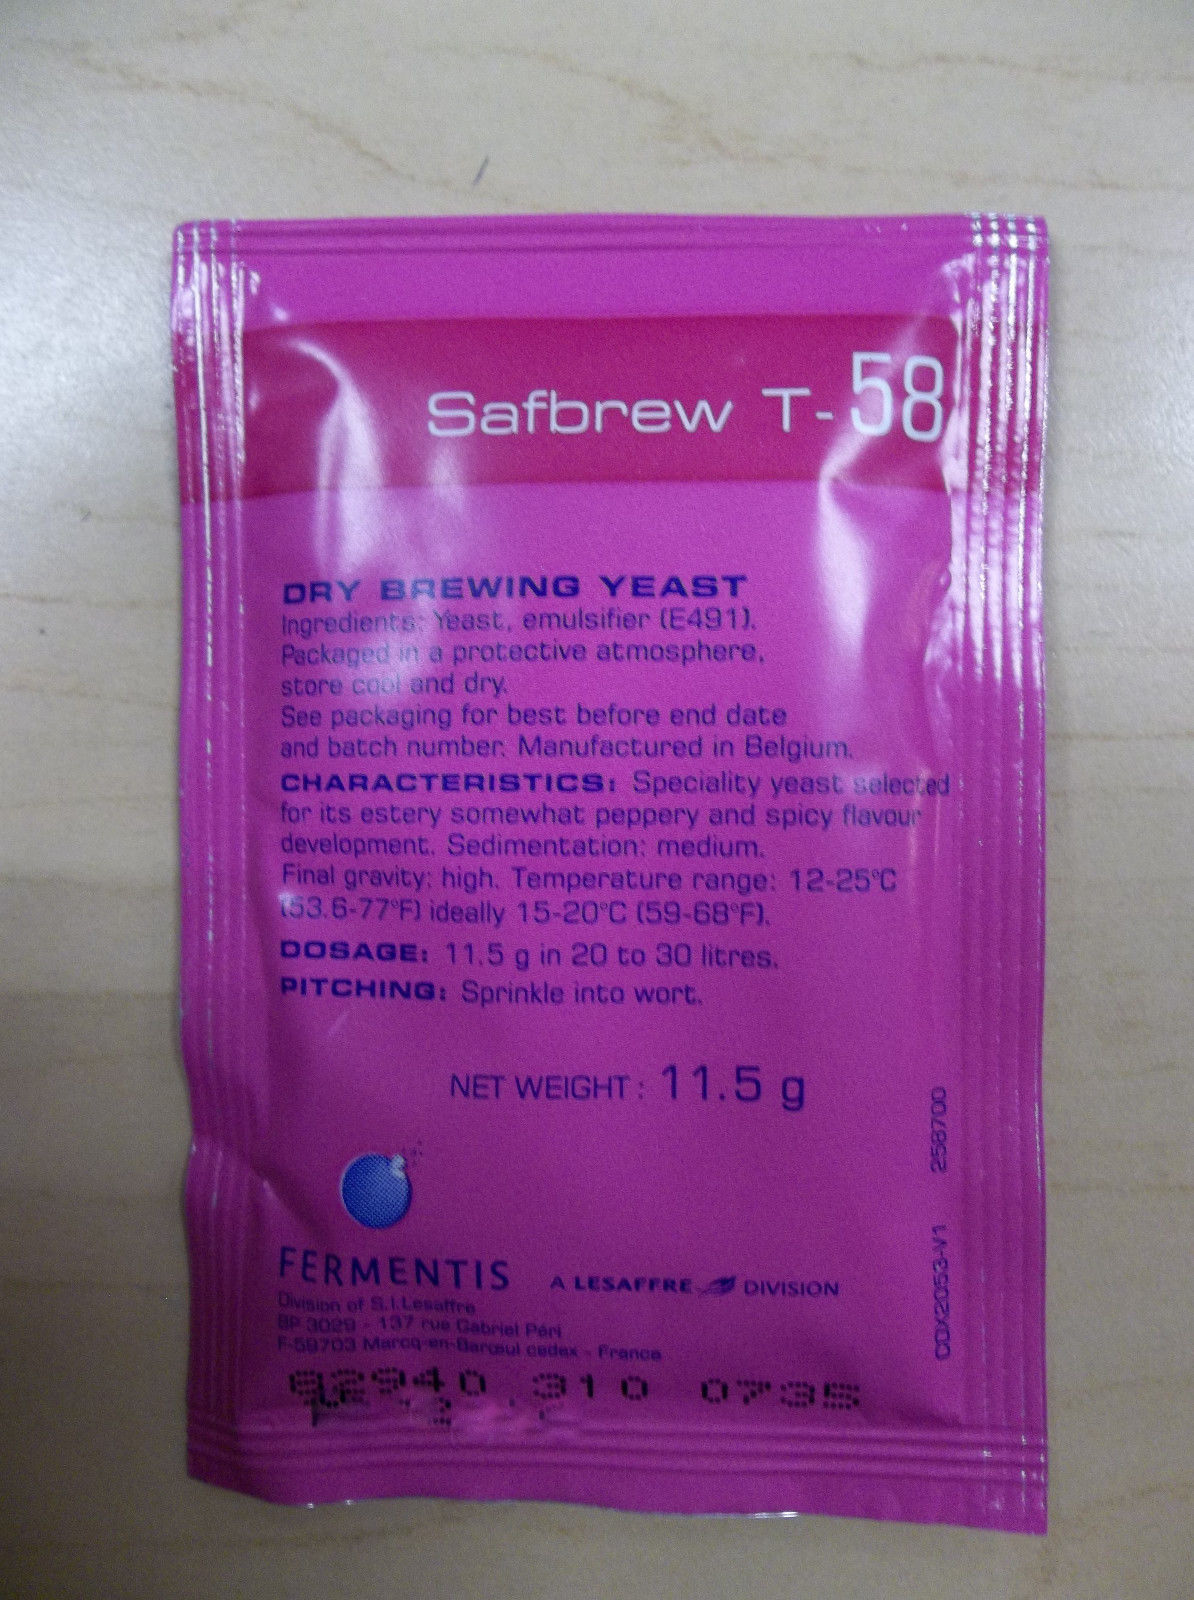 Safbrew T-58
DRY BREWING YEAST
Ingredients: Yeast, emulsifier (E491).
Packaged in a protective atmosphere,
store cool and dry.
See packaging for best before end date
and batch number. Manufactured in Belgium.
CHARACTERISTICS: Speciality yeast selected
for its estery somewhat peppery and spicy flavour
development. Sedimentation: medium.
Final gravity: high. Temperature range: 12-25°C
(53.6-77°F) ideally 15-20°C (59-68°F).
DOSAGE: 11.5 g in 20 to 30 litres.
PITCHING: Sprinkle into wort.
NET WEIGHT: 11.5 g
FERMENTIS
A LESAFFRE DIVISION
Division of S.I.Lesaffre
BP 3029 - 137 rue Gabriel Péri
F-59703 Marcq-en-Barœul cedex - France
310 0735
CDX2053-V1 258700